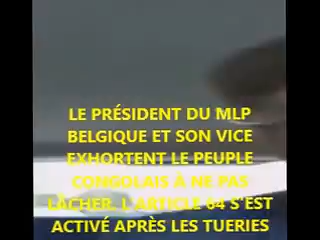 LE PRÉSIDENT DU MLP
BELGIQUE ET SON VICE
EXHORTENT LE PEUPLE
CONGOLAIS À NE PAS
LÂCHER. L'ARTICLE 64 S'EST
ACTIVÉ APRÈS LES TUERIES